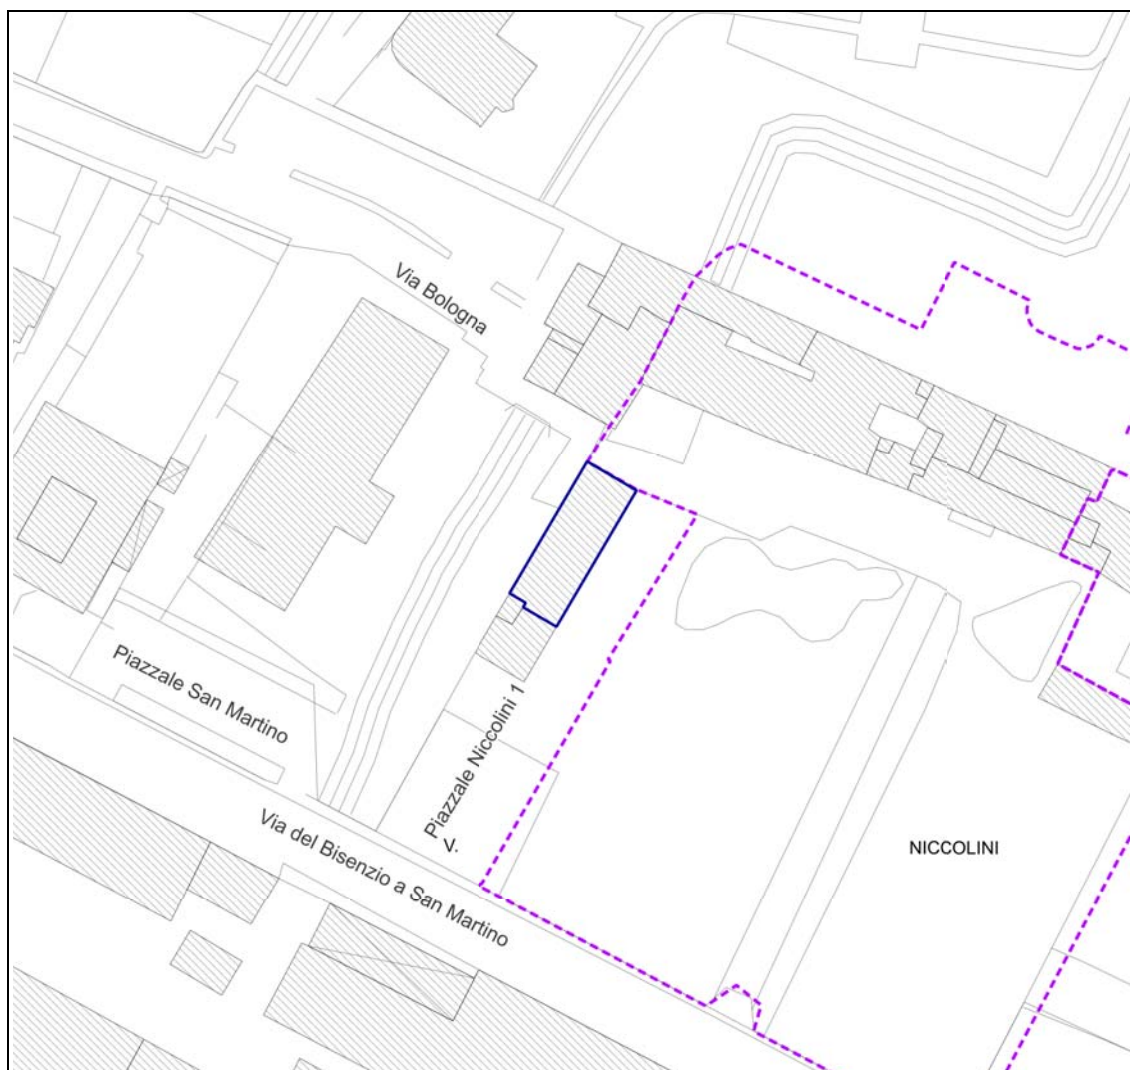 Via Bologna
Piazzale San Martino
Piazzale Niccolini 1
V.
Via del Bisenzio a San Martino
NICCOLINI